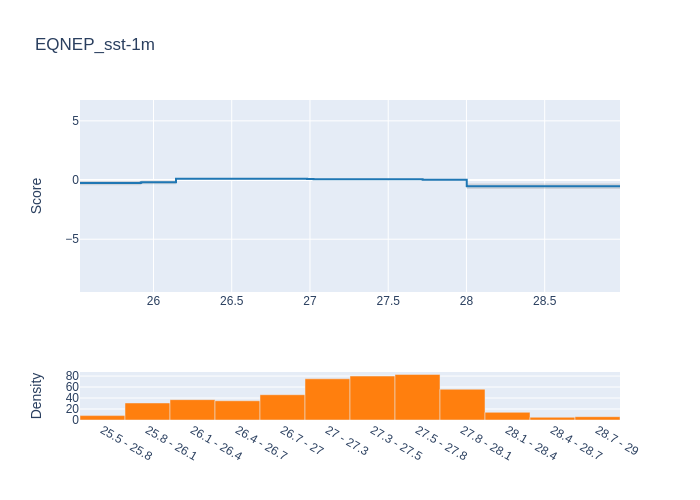 EQNEP_sst-1m
5
0
−5
Score
26
26.5
27
27.5
28
28.5
80
60
40
20
0
Density
25.5 - 25.8
25.8 - 26.1
26.1 - 26.4
26.4 - 26.7
26.7 - 27
27 - 27.3
27.3 - 27.5
27.5 - 27.8
27.8 - 28.1
28.1 - 28.4
28.4 - 28.7
28.7 - 29